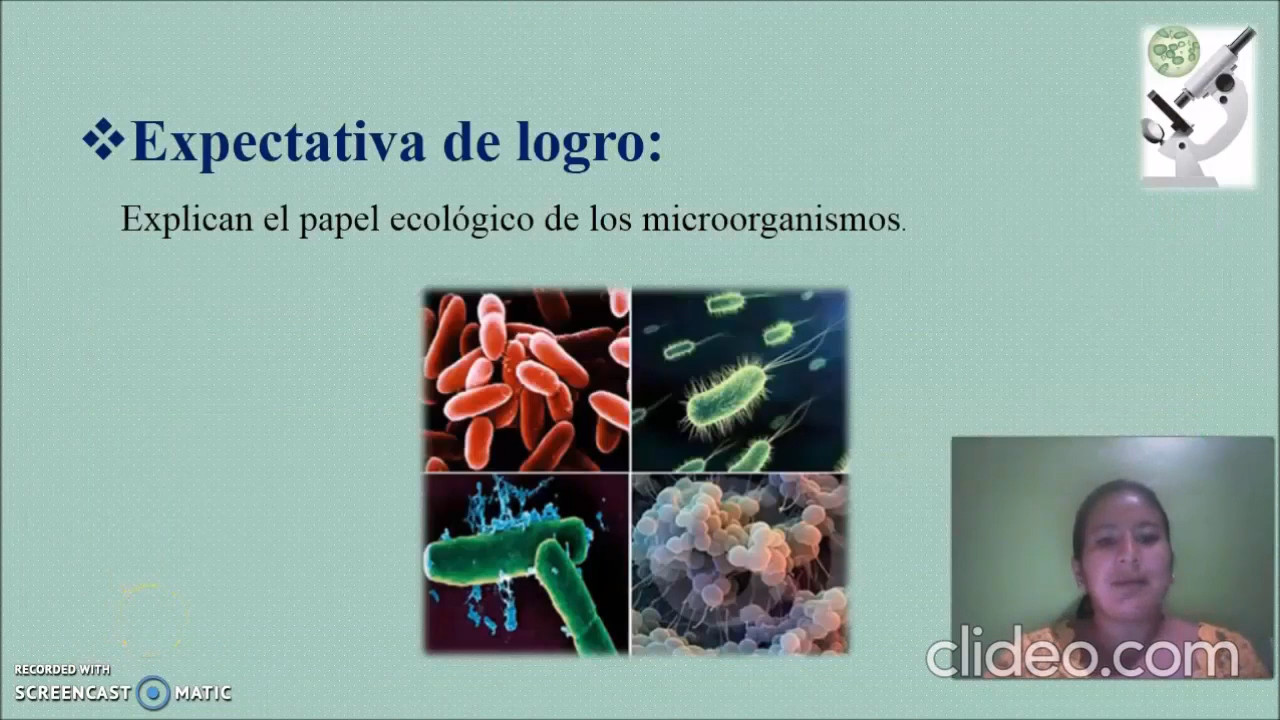 ❖Expectativa de logro:
Explican el papel ecológico de los microorganismos.
clideo.com
RECORDED WITH
SCREENCAST MATIC